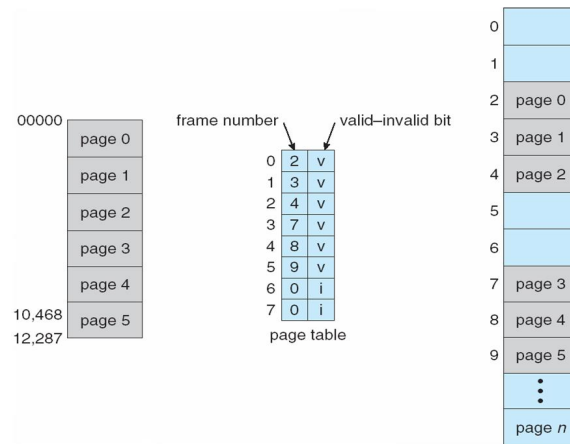 00000
page 0
page 1
page 2
page 3
page 4
page 5
10,468
12,287
frame number
valid–invalid bit
0 2 v
1 3 v
2 4 v
3 7 v
4 8 v
5 9 v
6 0 i
7 0 i
page table
0
1
2 page 0
3 page 1
4 page 2
5
6
7 page 3
8 page 4
9 page 5
page n